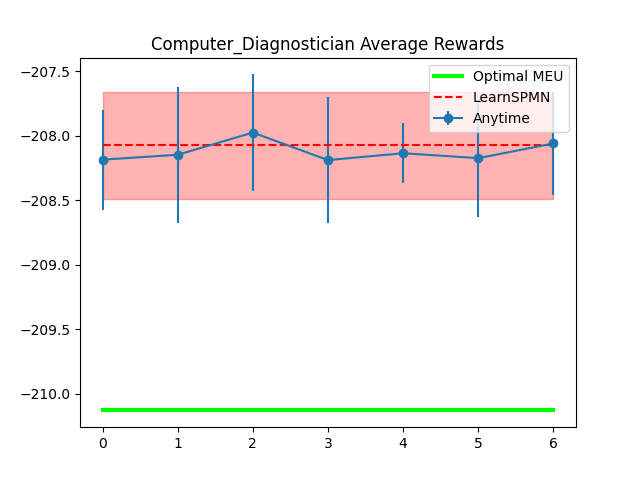 Computer_Diagnostician Average Rewards
Optimal MEU
LearnSPMN
Anytime
−207.5
−208.0
−208.5
−209.0
−209.5
−210.0
0 1 2 3 4 5 6